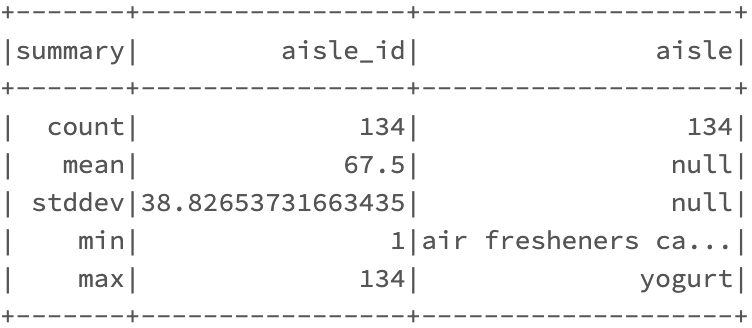 +-------+-----------------+--------------------+
|summary|         aisle_id|               aisle|
+-------+-----------------+--------------------+
|  count|              134|                 134|
|   mean|             67.5|                null|
| stddev|38.82653731663435|                null|
|    min|                1|air fresheners ca...|
|    max|              134|              yogurt|
+-------+-----------------+--------------------+